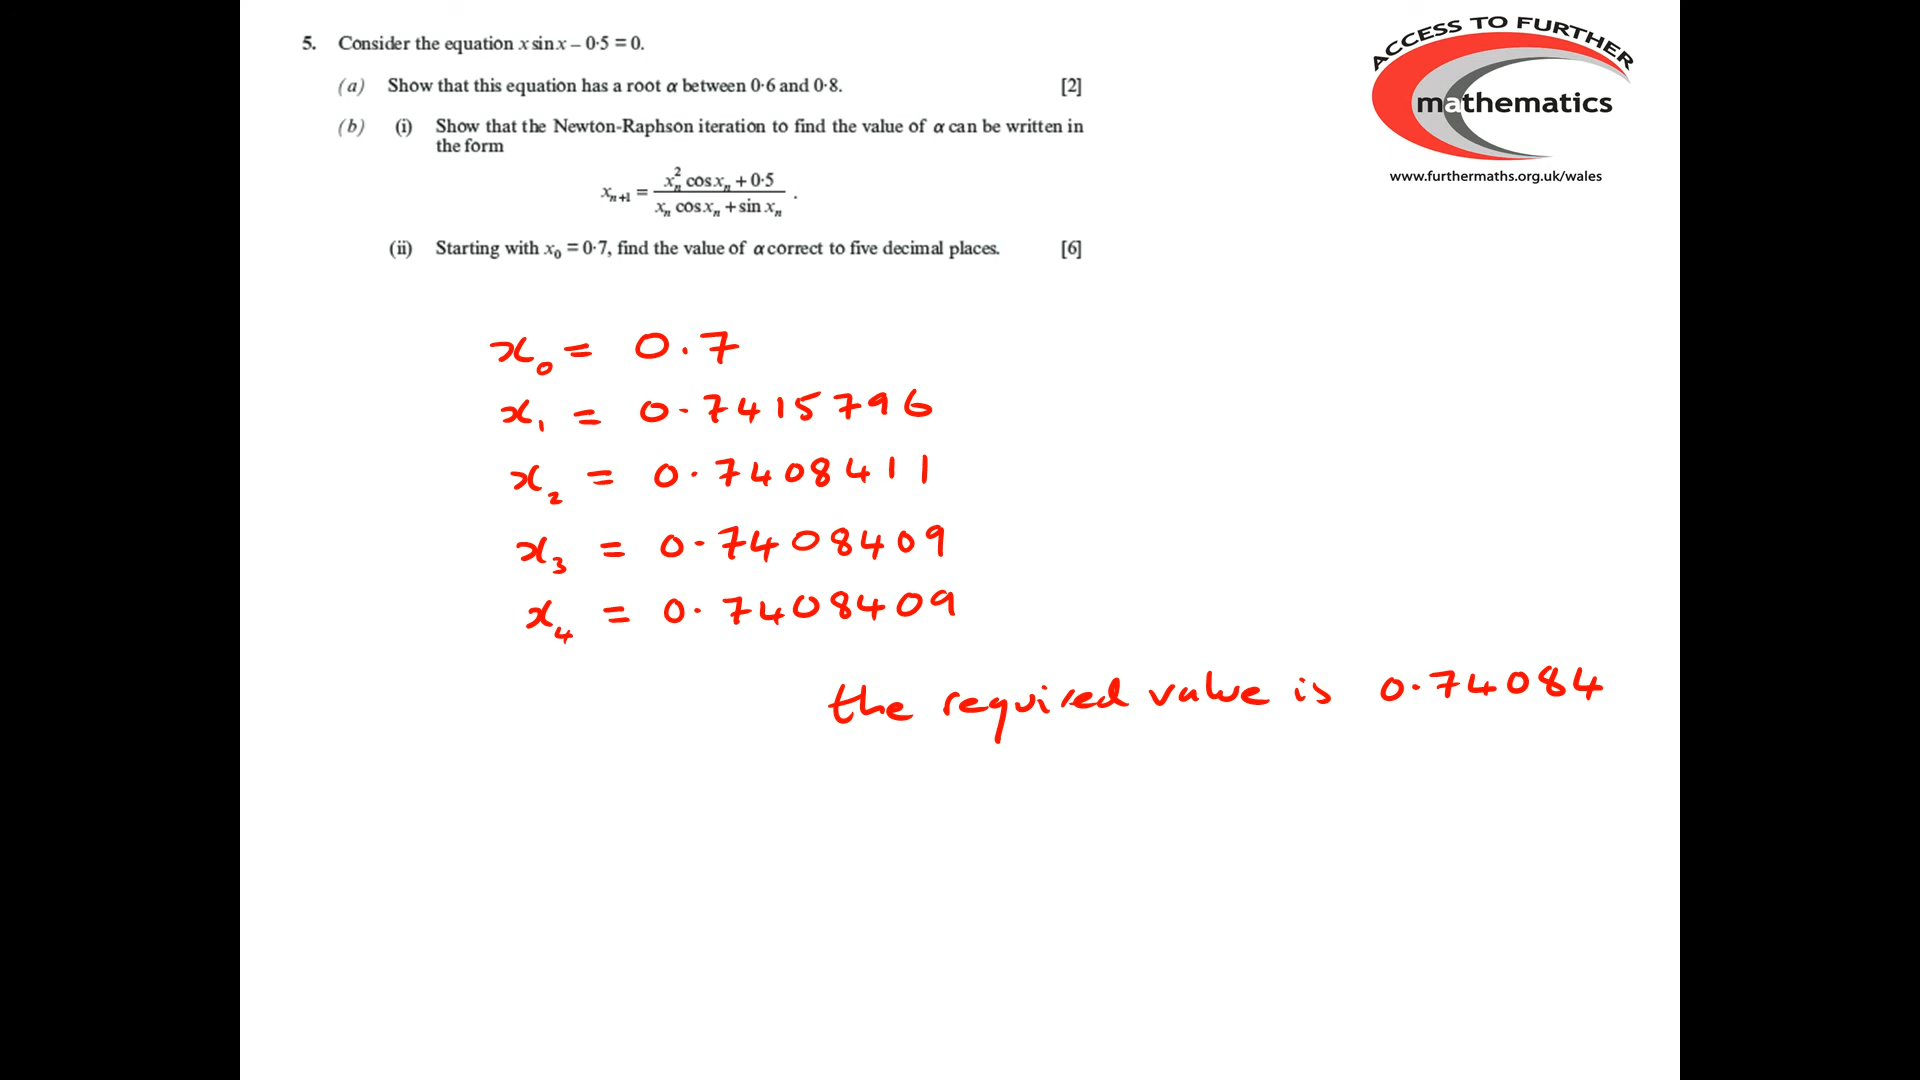 5. Consider the equation x sin x – 0·5 = 0.
(a) Show that this equation has a root α between 0·6 and 0·8. [2]
(b) (i) Show that the Newton-Raphson iteration to find the value of α can be written in
the form
xₙ₊₁ = (xₙ² cos xₙ + 0·5) / (xₙ cos xₙ + sin xₙ) .
(ii) Starting with x₀ = 0·7, find the value of α correct to five decimal places. [6]
ACCESS TO FURTHER
mathematics
www.furthermaths.org.uk/wales
x₀ = 0.7
x₁ = 0.7415796
x₂ = 0.7408411
x₃ = 0.7408409
x₄ = 0.7408409
the required value is 0.74084